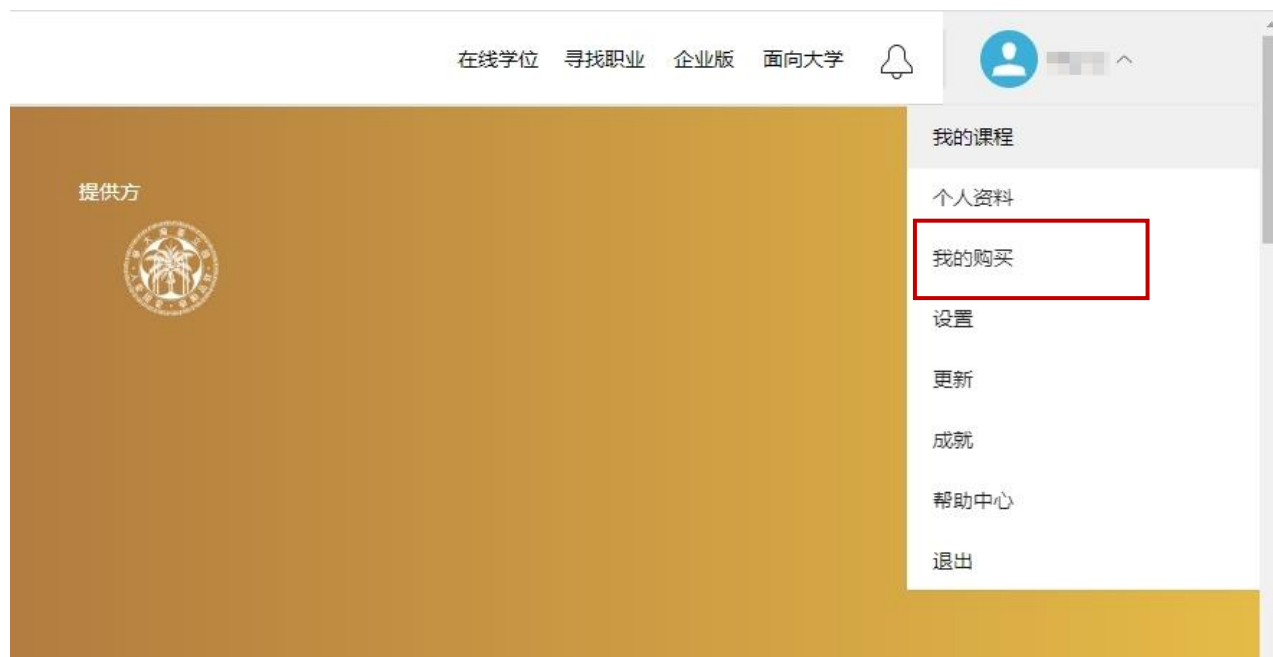 在线学位 寻找职业 企业版 面向大学
我的课程
提供方
个人资料
我的购买
设置
更新
成就
帮助中心
退出